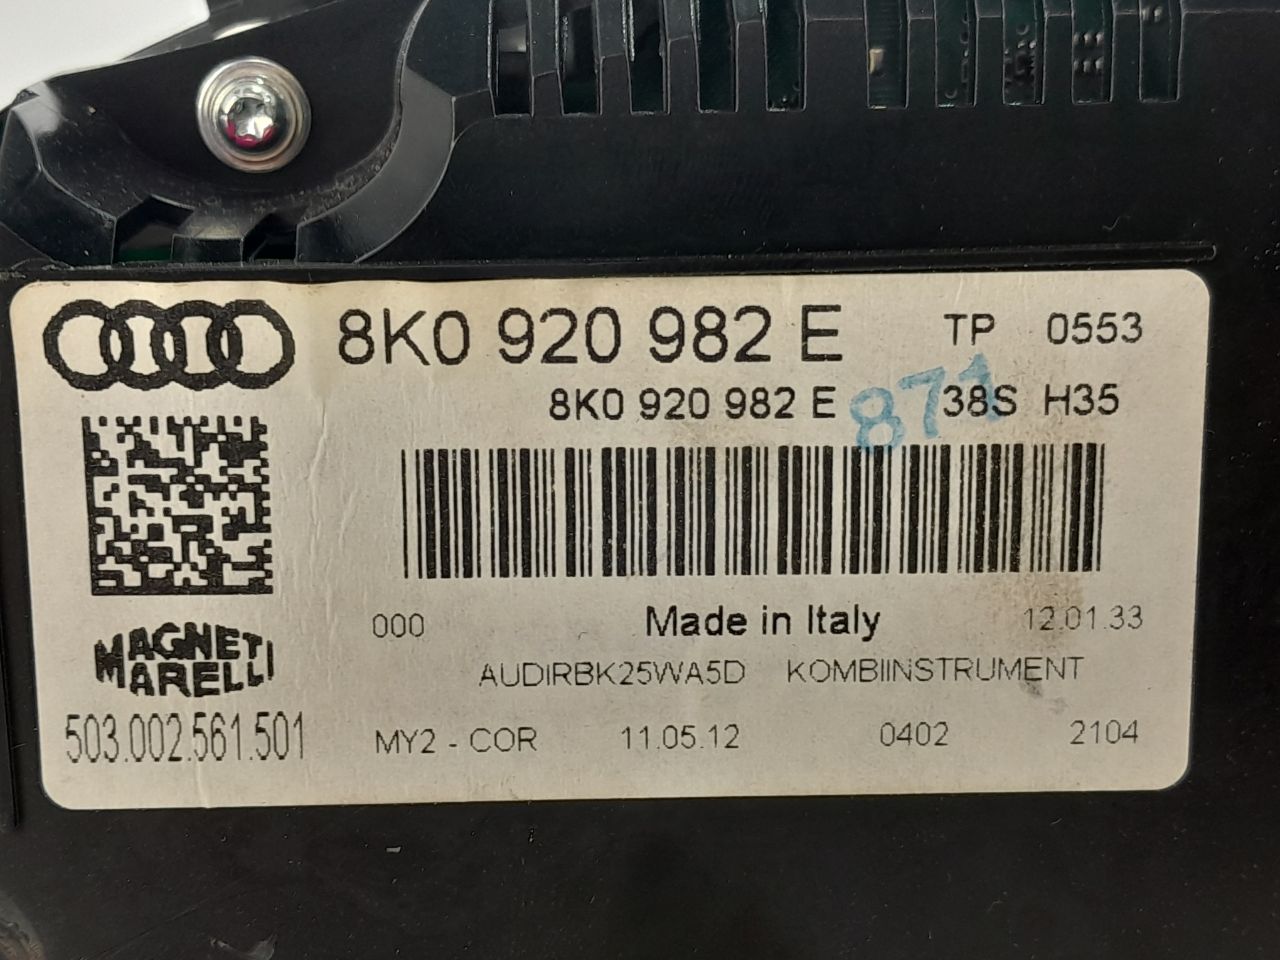 8K0 920 982 E TP 0553
8K0 920 982 E 871 38S H35
000 Made in Italy 12.01.33
MAGNETI MARELLI
AUDIRBK25WA5D KOMBIINSTRUMENT
503.002.561.501 MY2 - COR 11.05.12 0402 2104